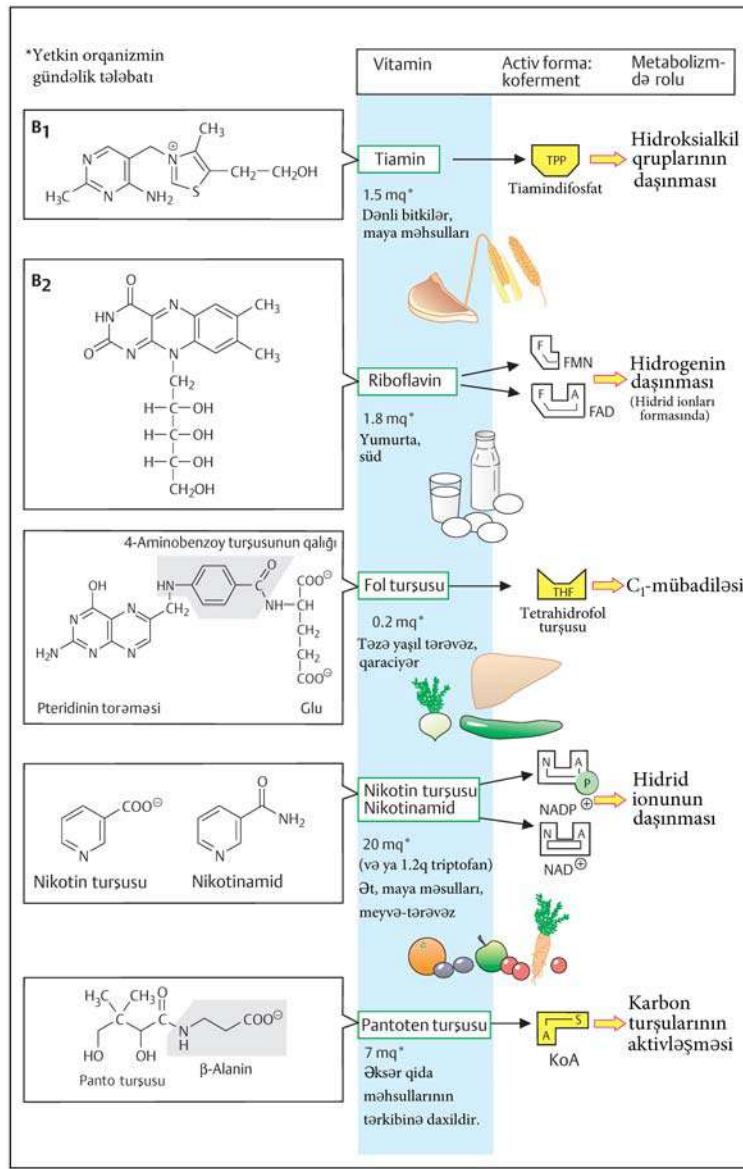 *Yetkin orqanizmin
gündəlik tələbatı
Vitamin
Activ forma:
koferment
Metabolizm-
də rolu
B1
CH3
N
N
H3C
NH2
N
S
CH2—CH2OH
Tiamin
TPP
Tiamindifosfat
Hidroksialkil
qruplarının
daşınması
1.5 mq*
Dənli bitkilər,
maya məhsulları
B2
O
HN
O
N
N
N
CH3
CH3
CH2
H—C—OH
H—C—OH
H—C—OH
CH2OH
Riboflavin
F
FMN
F A
FAD
Hidrogenin
daşınması
(Hidrid ionları
formasında)
1.8 mq*
Yumurta,
süd
4-Aminobenzoy turşusunun qalığı
OH
N
N
H2N
N
N
HN
CH2
O
C
NH
COO⊖
CH
CH2
CH2
COO⊖
Pteridinin torəməsi
Glu
Fol turşusu
THF
Tetrahidrofol
turşusu
C1-mübadiləsi
0.2 mq*
Təzə yaşıl tərəvəz,
qaraciyər
COO⊖
N
Nikotin turşusu
O
C
NH2
N
Nikotinamid
Nikotin turşusu
Nikotinamid
N A
P
NADP⊕
N A
NAD⊕
Hidrid
ionunun
daşınması
20 mq*
(və ya 1.2q triptofan)
Ət, maya məsulları,
meyvə-tərəvəz
H3C CH3 O
C C
HO OH N
H
COO⊖
Panto turşusu
β-Alanin
Pantoten turşusu
A S
KoA
Karbon
turşularının
aktivləşməsi
7 mq*
Əksər qida
məhsullarının
tərkibinə daxildir.